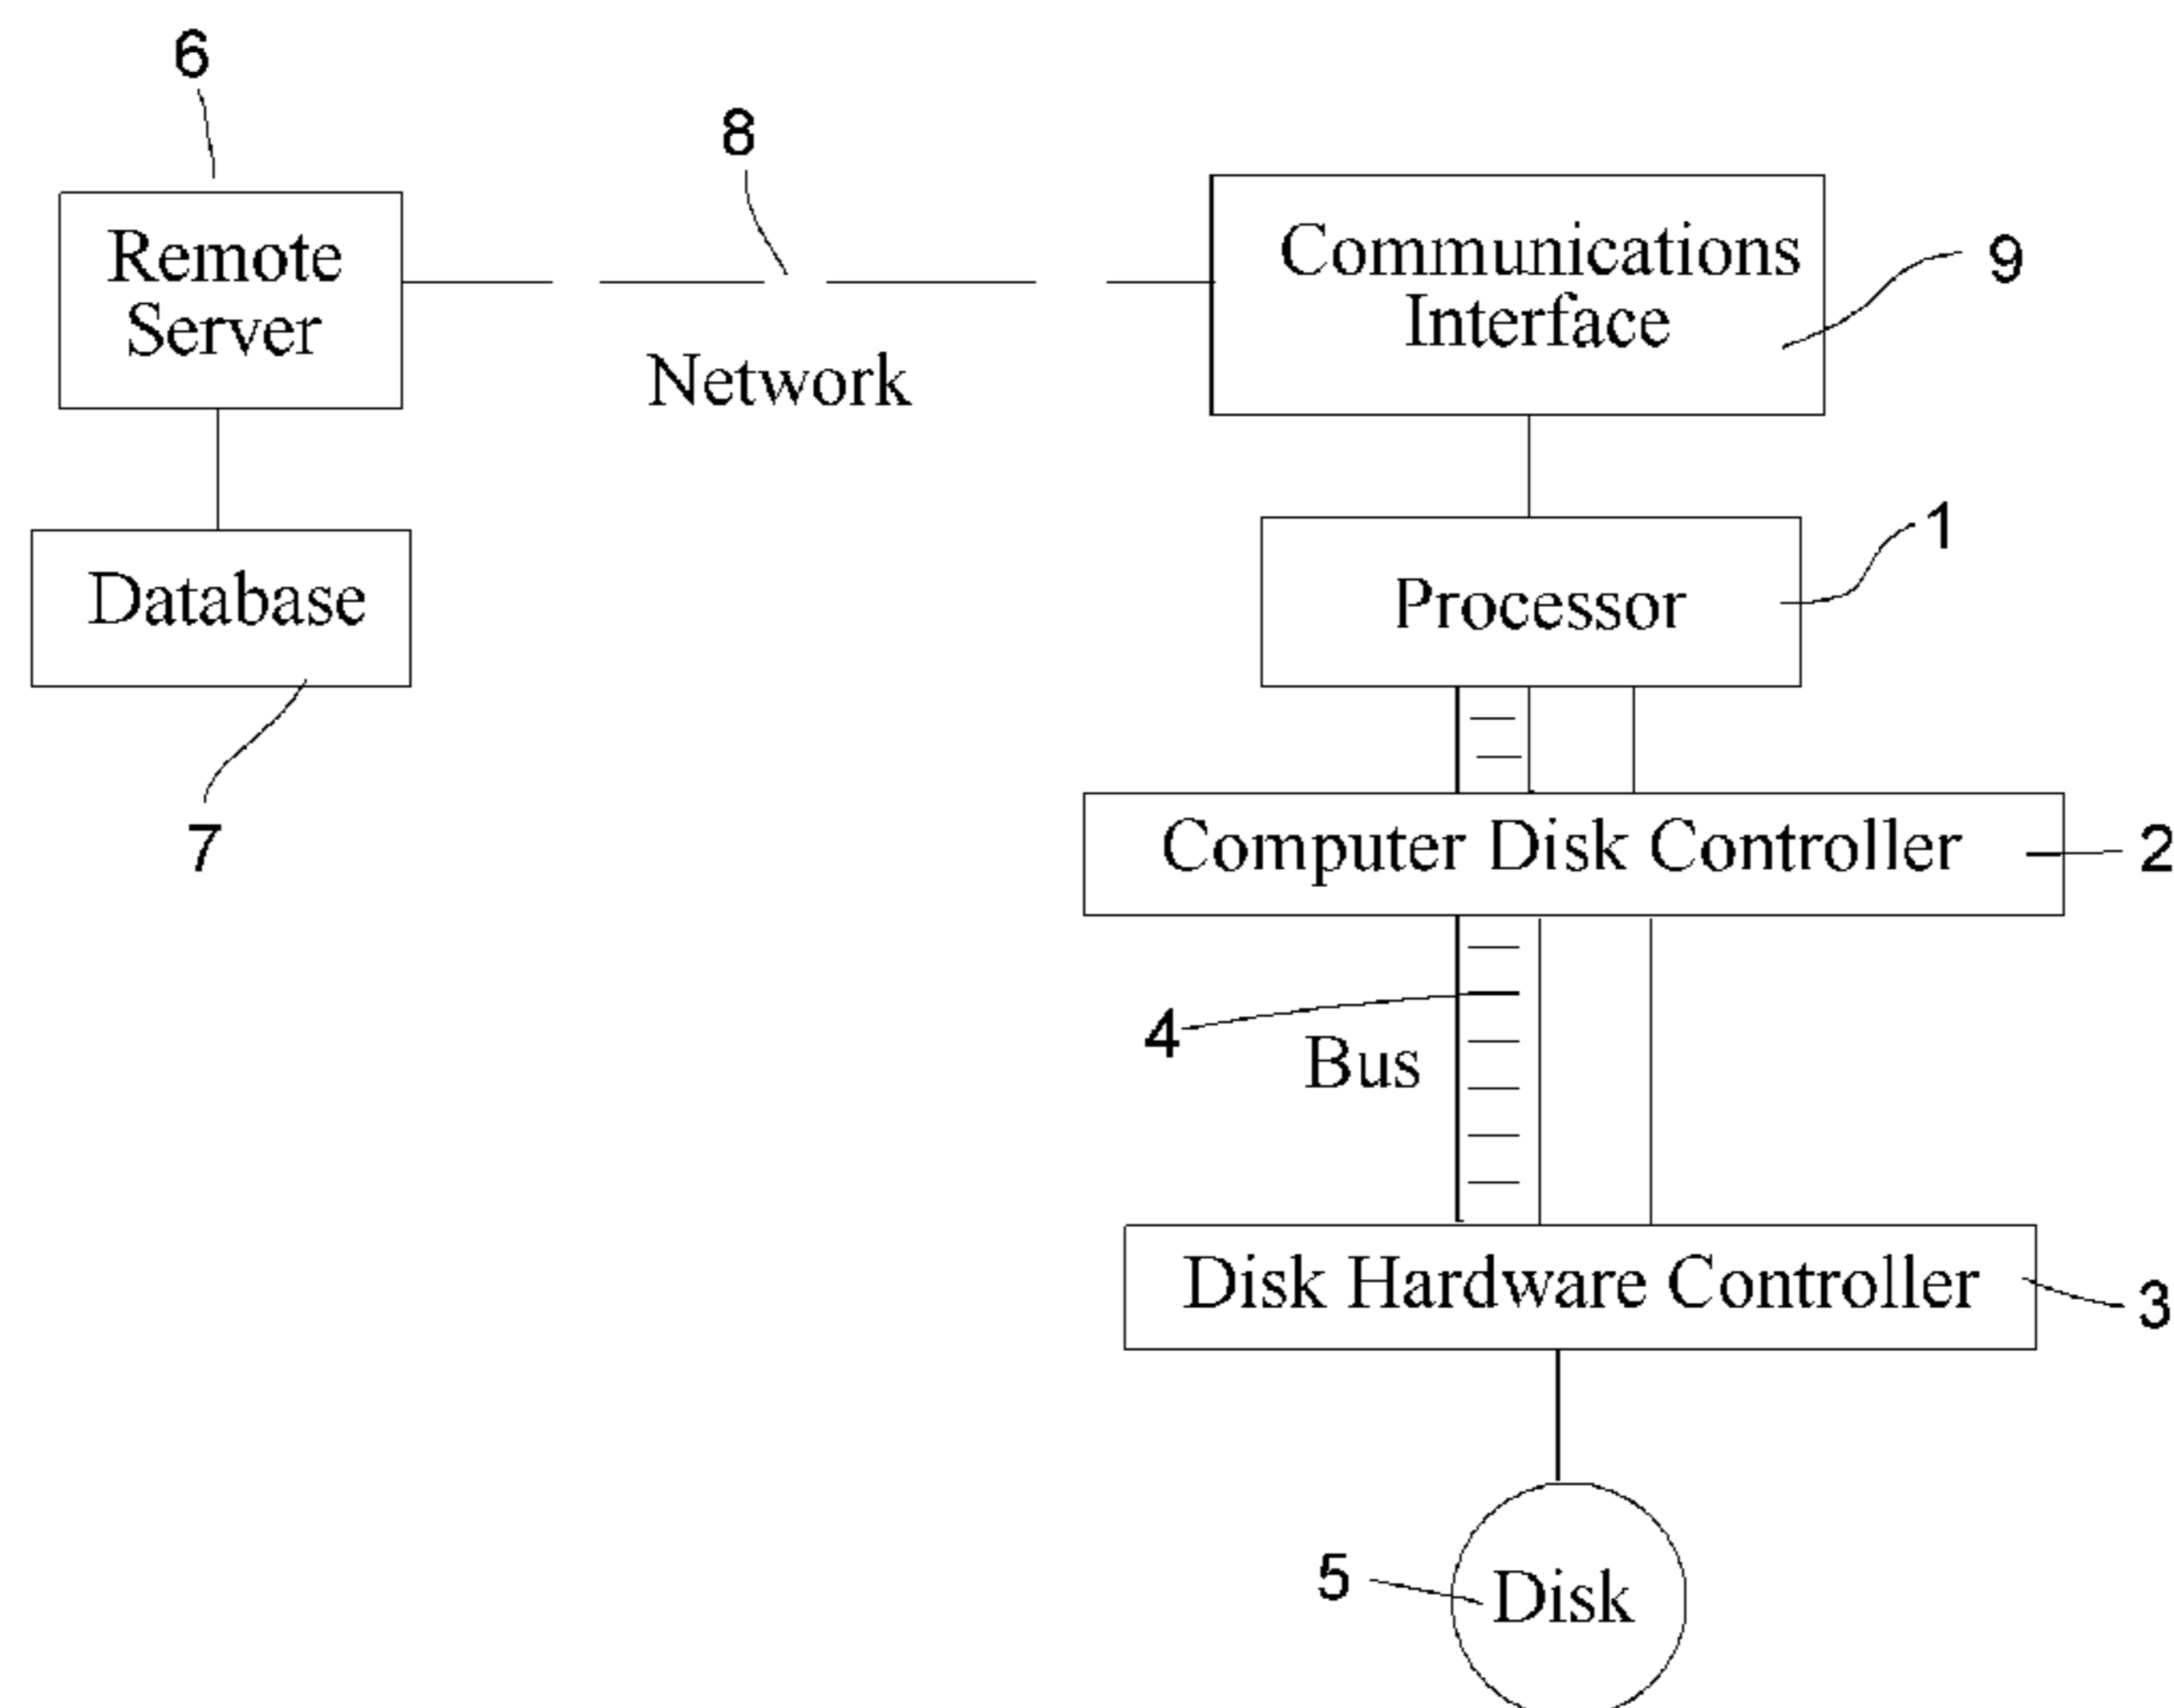 6
8
Remote
Server
Communications
Interface
9
Network
1
Database
Processor
7
Computer Disk Controller
2
4
Bus
Disk Hardware Controller
3
5
Disk